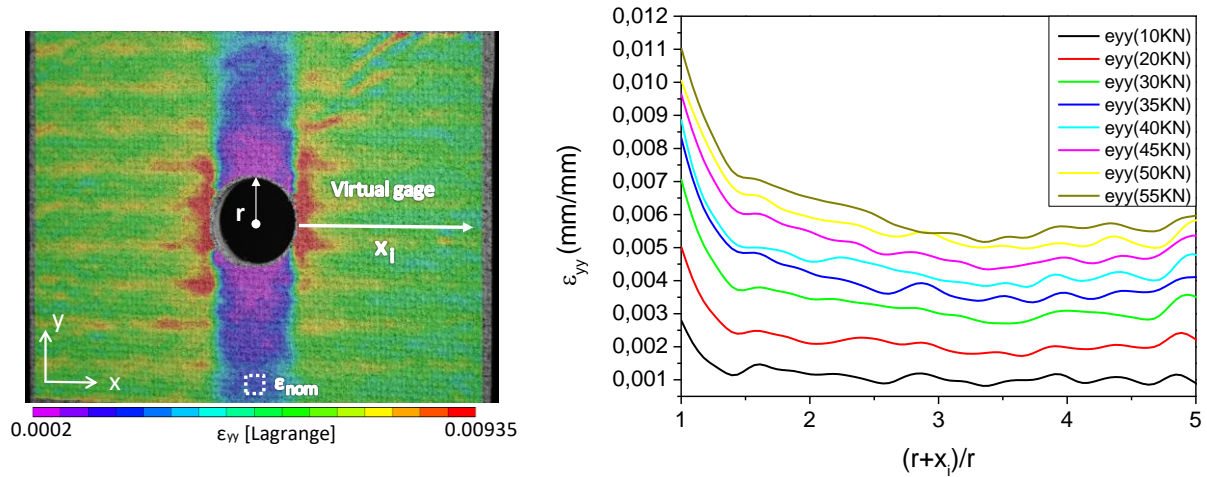 Virtual gage
r
xᵢ
y
x
εnom
0.0002
εyy [Lagrange]
0.00935
0,012
0,011
0,010
0,009
0,008
0,007
0,006
0,005
0,004
0,003
0,002
0,001
εyy (mm/mm)
eyy(10KN)
eyy(20KN)
eyy(30KN)
eyy(35KN)
eyy(40KN)
eyy(45KN)
eyy(50KN)
eyy(55KN)
1
2
3
4
5
(r+xᵢ)/r